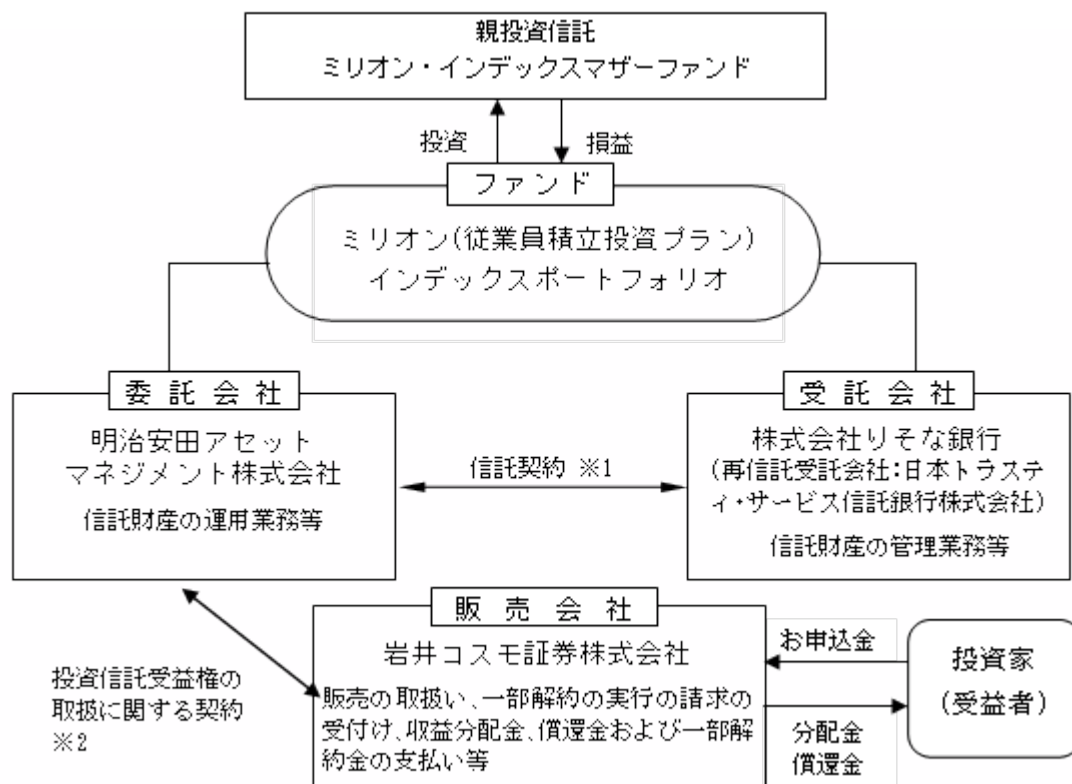 親投資信託
ミリオン・インデックスマザーファンド
投資
損益
ファンド
ミリオン(従業員積立投資プラン)
インデックスポートフォリオ
委託会社
明治安田アセット
マネジメント株式会社
信託財産の運用業務等
信託契約 ※1
受託会社
株式会社りそな銀行
(再信託受託会社:日本トラスティ
ィ・サービス信託銀行株式会社)
信託財産の管理業務等
販売会社
岩井コスモ証券株式会社
販売の取扱い、一部解約の実行の請求の
受付け、収益分配金、償還金および一部解
約金の支払い等
投資信託受益権の
取扱に関する契約
※2
お申込金
分配金
償還金
投資家
(受益者)